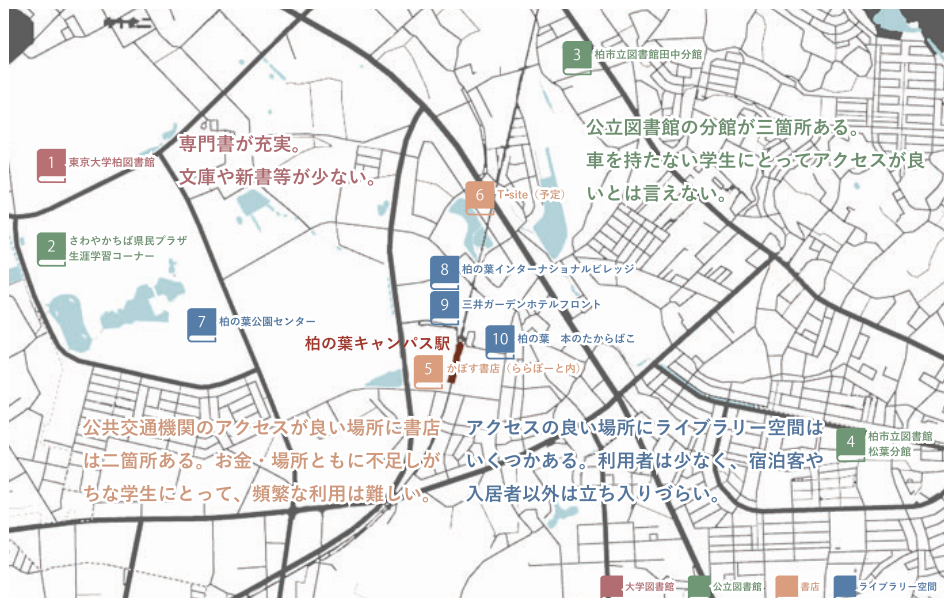 3
柏市立図書館田中分館
公立図書館の分館が三箇所ある。
車を持たない学生にとってアクセスが良
いとは言えない。
専門書が充実。
文庫や新書等が少ない。
1
東京大学柏図書館
6
T-site（予定）
2
さわやかちば県民プラザ
生涯学習コーナー
8
柏の葉インターナショナルビレッジ
9
三井ガーデンホテルフロント
7
柏の葉公園センター
10
柏の葉　本のたからばこ
柏の葉キャンパス駅
5
かぼす書店（ららぽーと内）
公共交通機関のアクセスが良い場所に書店
は二箇所ある。お金・場所ともに不足しが
ちな学生にとって、頻繁な利用は難しい。
アクセスの良い場所にライブラリー空間は
いくつかある。利用者は少なく、宿泊客や
入居者以外は立ち入りづらい。
4
柏市立図書館
松葉分館
大学図書館
公立図書館
書店
ライブラリー空間